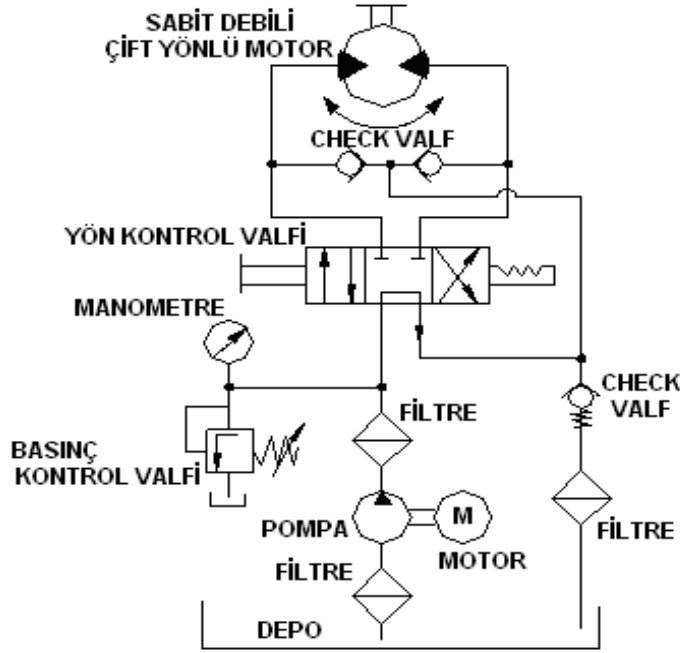 SABİT DEBİLİ
ÇİFT YÖNLÜ MOTOR
CHECK VALF
YÖN KONTROL VALFİ
MANOMETRE
CHECK
VALF
FİLTRE
BASINÇ
KONTROL VALFİ
POMPA
M
MOTOR
FİLTRE
FİLTRE
DEPO